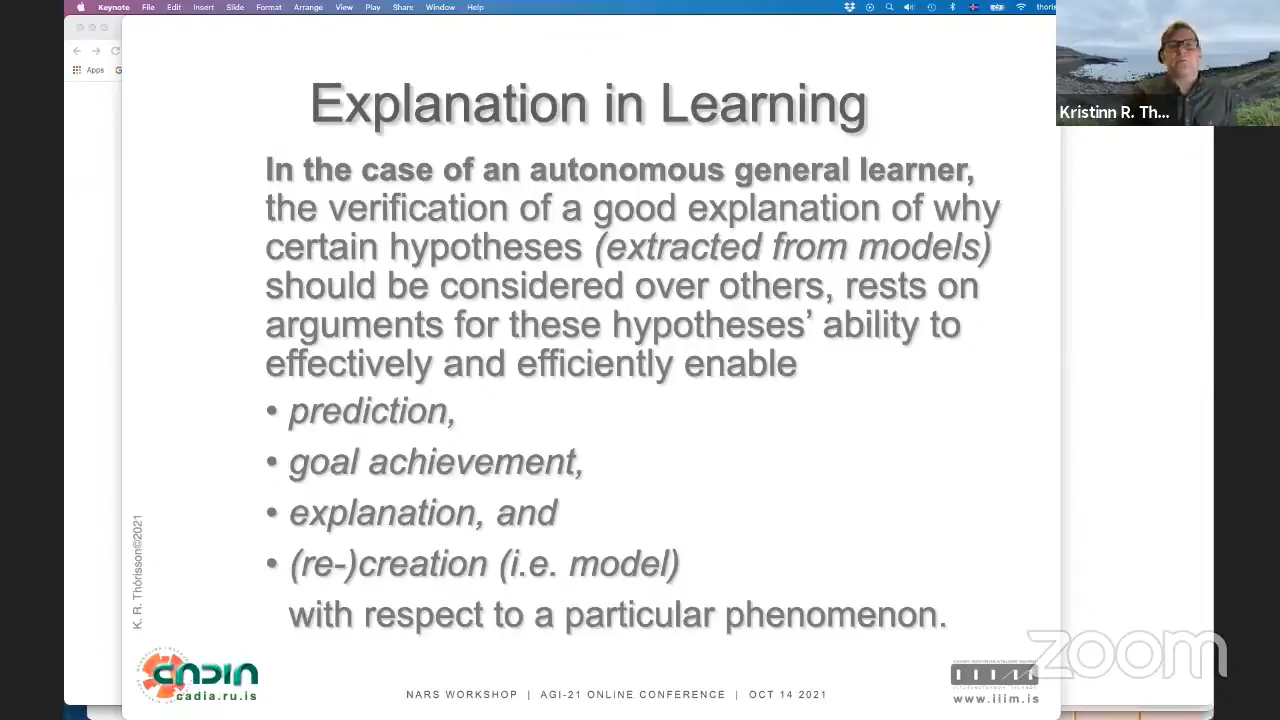 Keynote File Edit Insert Slide Format Arrange View Play Share Window Help
Apps
Kristinn R. Th...
Explanation in Learning
In the case of an autonomous general learner,
the verification of a good explanation of why
certain hypotheses (extracted from models)
should be considered over others, rests on
arguments for these hypotheses’ ability to
effectively and efficiently enable
• prediction,
• goal achievement,
• explanation, and
• (re-)creation (i.e. model)
with respect to a particular phenomenon.
K. R. Thórisson©2021
CADIA
cadia.ru.is
NARS WORKSHOP | AGI-21 ONLINE CONFERENCE | OCT 14 2021
IIIM
www.iiim.is
zoom